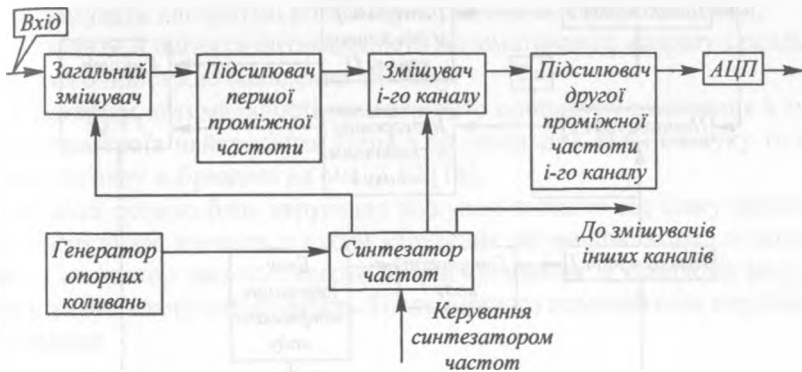 Вхід
Загальний
змішувач
Підсилювач
першої
проміжної
частоти
Змішувач
і-го каналу
Підсилювач
другої
проміжної
частоти
і-го каналу
АЦП
Генератор
опорних
коливань
Синтезатор
частот
До змішувачів
інших каналів
Керування
синтезатором
частот